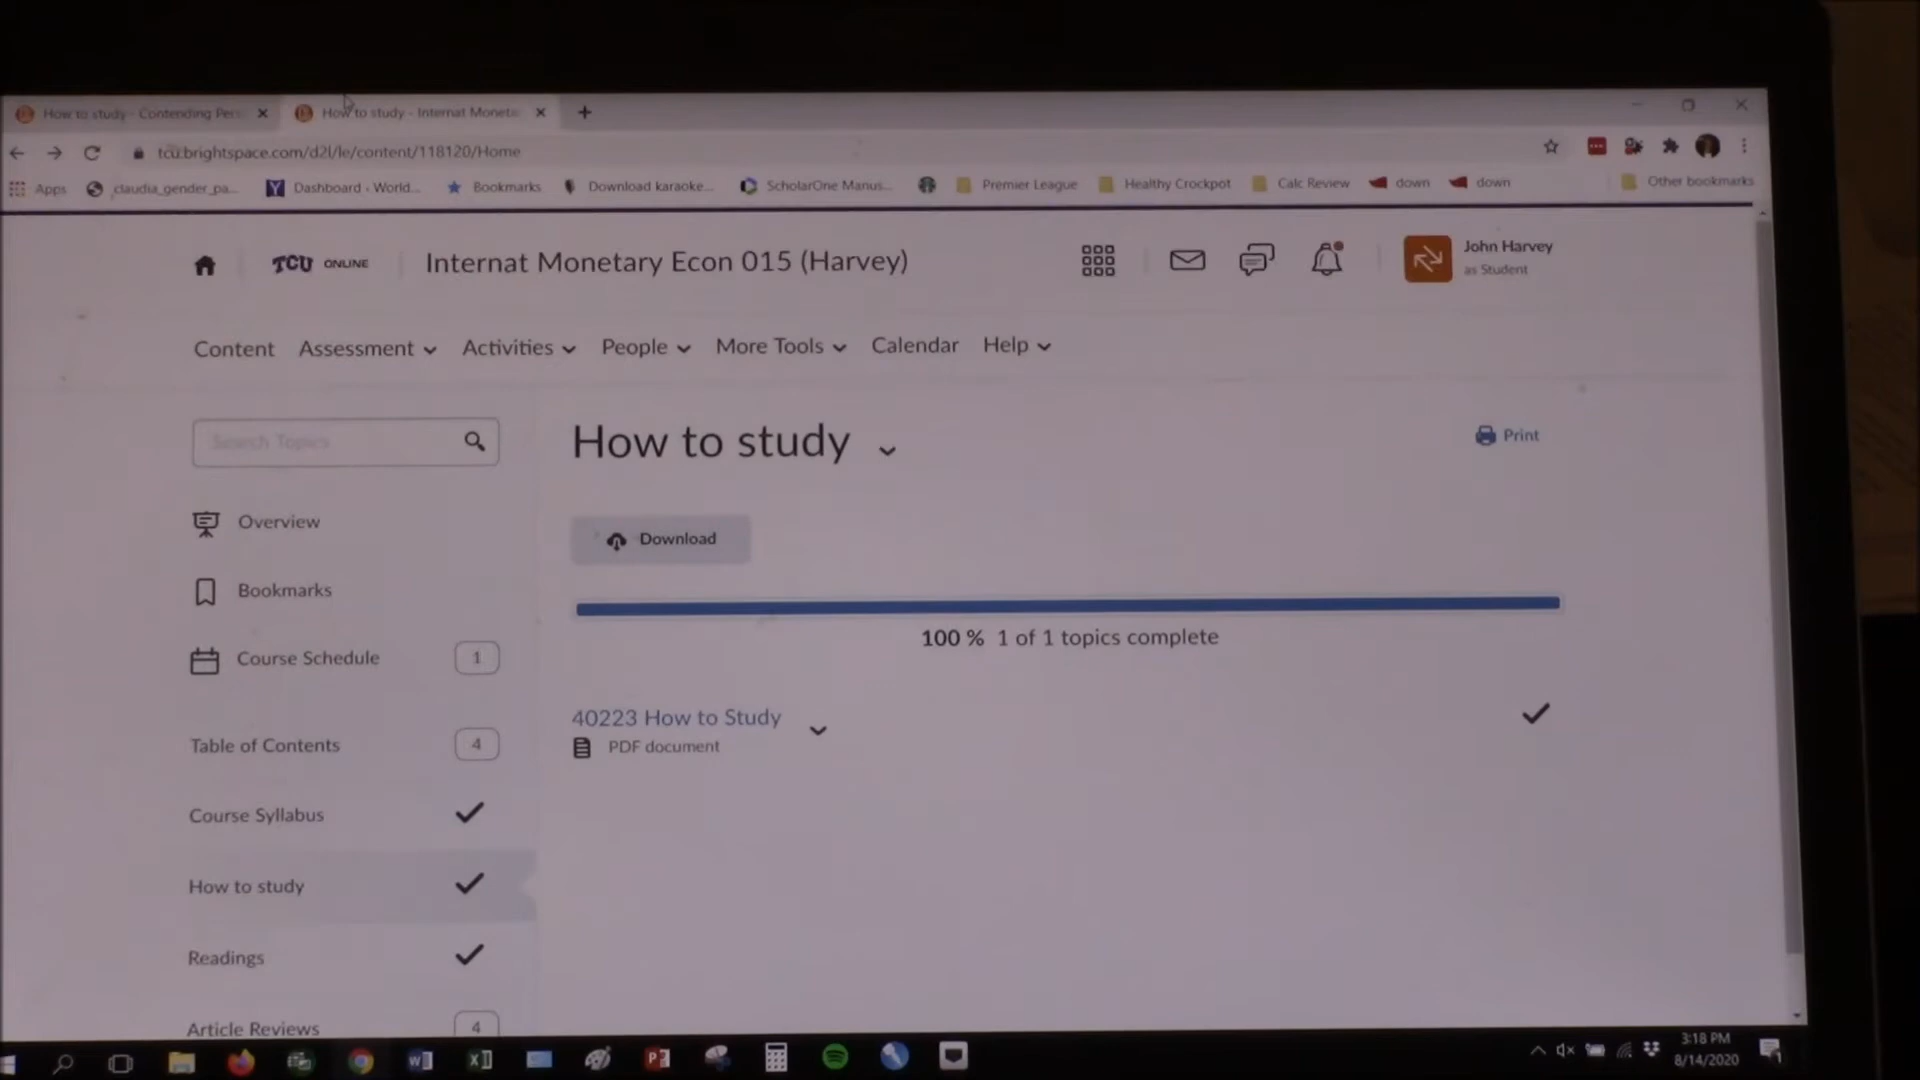 How to study - Contending Pers
How to study - Internat Moneta
tcu.brightspace.com/d2l/le/content/118120/Home
Apps
claudia_gender_pa...
Dashboard - World...
Bookmarks
Download karaoke...
ScholarOne Manus...
Premier League
Healthy Crockpot
Calc Review
down
down
Other bookmarks
TCU ONLINE
Internat Monetary Econ 015 (Harvey)
John Harvey
as Student
Content
Assessment
Activities
People
More Tools
Calendar
Help
Search Topics
How to study
Print
Download
Overview
Bookmarks
100 % 1 of 1 topics complete
Course Schedule
1
40223 How to Study
PDF document
Table of Contents
4
Course Syllabus
How to study
Readings
Article Reviews
4
3:18 PM
8/14/2020